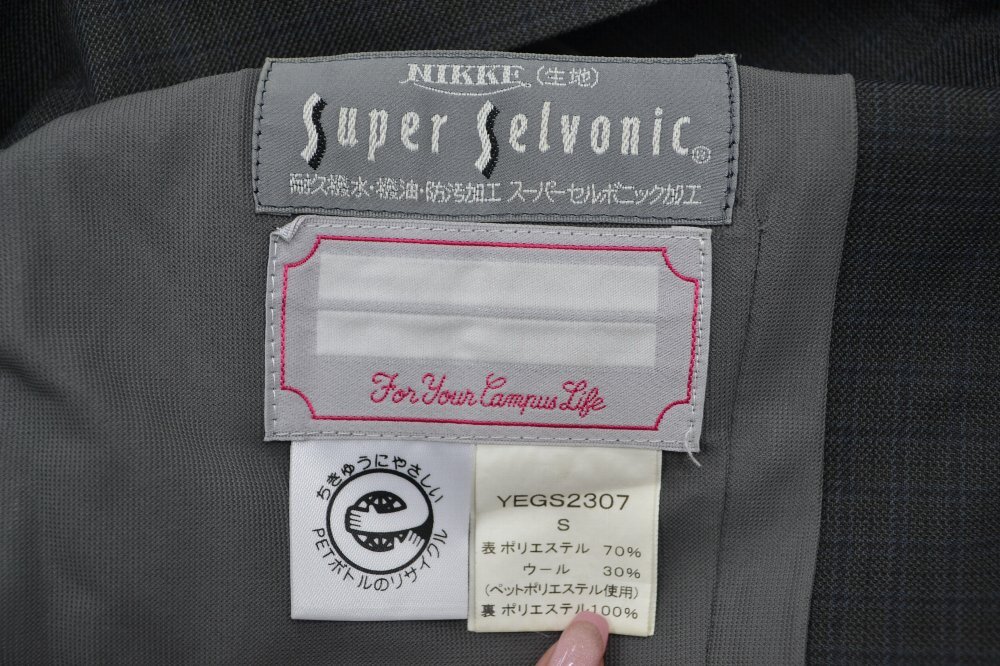 NIKKE (生地)
Super Selvonic®
耐久撥水・撥油・防汚加工 スーパーセルボニック加工
For Your Campus Life
ちきゅうにやさしい
PETボトルのリサイクル
YEGS2307
S
表 ポリエステル 70%
ウール 30%
(ペットポリエステル使用)
裏 ポリエステル100%